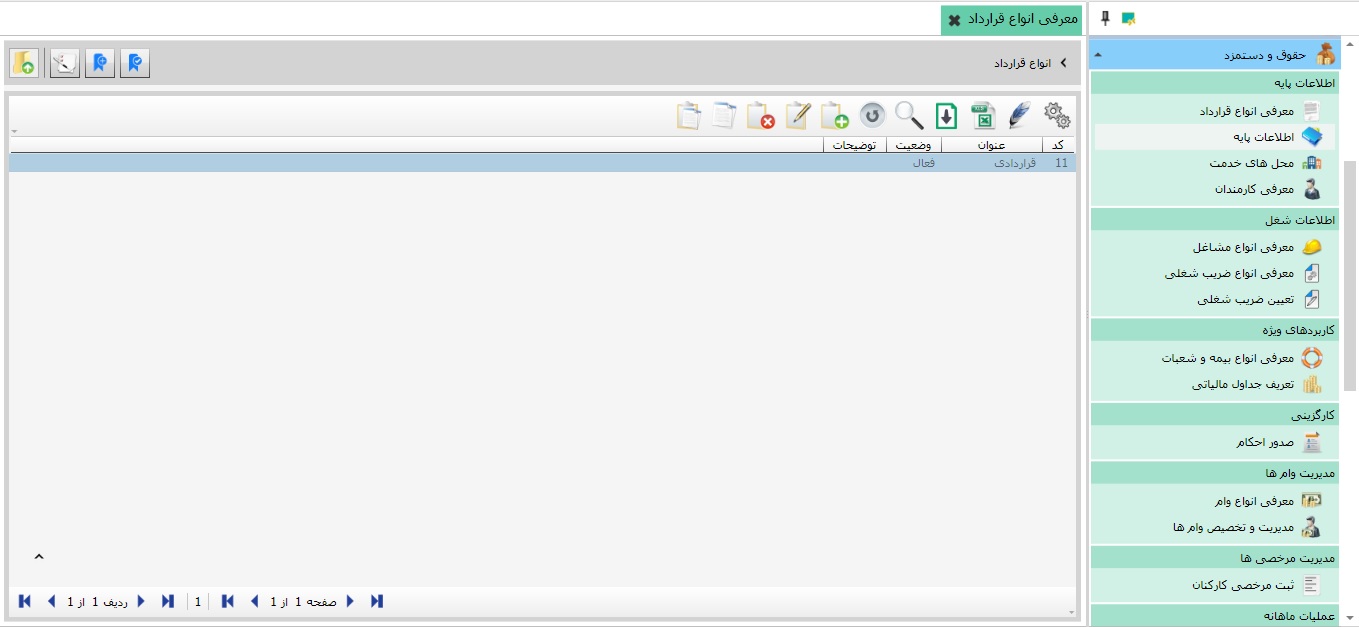 معرفی انواع قرارداد
انواع قرارداد
کد عنوان وضعیت توضیحات
11 قراردادی فعال
صفحه 1 از 1
1
ردیف 1 از 1
حقوق و دستمزد
اطلاعات پایه
معرفی انواع قرارداد
اطلاعات پایه
محل های خدمت
معرفی کارمندان
اطلاعات شغل
معرفی انواع مشاغل
معرفی انواع ضریب شغلی
تعیین ضریب شغلی
کاربردهای ویژه
معرفی انواع بیمه و شعبات
تعریف جداول مالیاتی
کارگزینی
صدور احکام
مدیریت وام ها
معرفی انواع وام
مدیریت و تخصیص وام ها
مدیریت مرخصی ها
ثبت مرخصی کارکنان
عملیات ماهانه